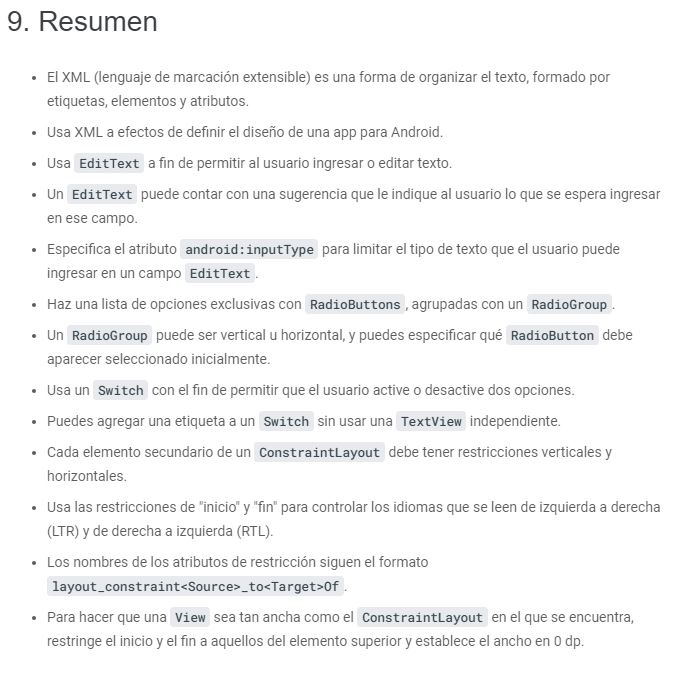 9. Resumen
• El XML (lenguaje de marcación extensible) es una forma de organizar el texto, formado por
etiquetas, elementos y atributos.
• Usa XML a efectos de definir el diseño de una app para Android.
• Usa EditText a fin de permitir al usuario ingresar o editar texto.
• Un EditText puede contar con una sugerencia que le indique al usuario lo que se espera ingresar
en ese campo.
• Especifica el atributo android:inputType para limitar el tipo de texto que el usuario puede
ingresar en un campo EditText.
• Haz una lista de opciones exclusivas con RadioButtons, agrupadas con un RadioGroup.
• Un RadioGroup puede ser vertical u horizontal, y puedes especificar qué RadioButton debe
aparecer seleccionado inicialmente.
• Usa un Switch con el fin de permitir que el usuario active o desactive dos opciones.
• Puedes agregar una etiqueta a un Switch sin usar una TextView independiente.
• Cada elemento secundario de un ConstraintLayout debe tener restricciones verticales y
horizontales.
• Usa las restricciones de "inicio" y "fin" para controlar los idiomas que se leen de izquierda a derecha
(LTR) y de derecha a izquierda (RTL).
• Los nombres de los atributos de restricción siguen el formato
layout_constraint<Source>_to<Target>Of.
• Para hacer que una View sea tan ancha como el ConstraintLayout en el que se encuentra,
restringe el inicio y el fin a aquellos del elemento superior y establece el ancho en 0 dp.